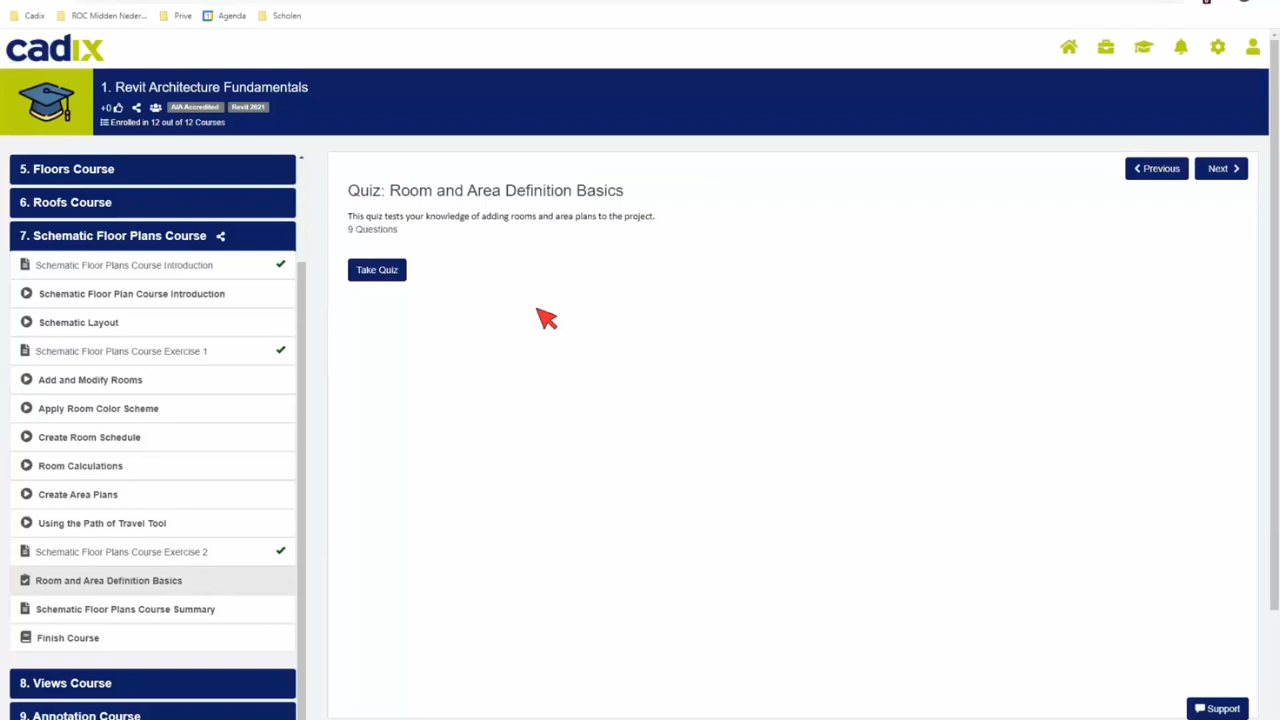 Cadix
ROC Midden Neder...
Prive
Agenda
Scholen
cadix
1. Revit Architecture Fundamentals
+0
AIA Accredited
Revit 2021
Enrolled in 12 out of 12 Courses
5. Floors Course
6. Roofs Course
7. Schematic Floor Plans Course
Schematic Floor Plans Course Introduction
Schematic Floor Plan Course Introduction
Schematic Layout
Schematic Floor Plans Course Exercise 1
Add and Modify Rooms
Apply Room Color Scheme
Create Room Schedule
Room Calculations
Create Area Plans
Using the Path of Travel Tool
Schematic Floor Plans Course Exercise 2
Room and Area Definition Basics
Schematic Floor Plans Course Summary
Finish Course
8. Views Course
9. Annotation Course
Previous
Next
Quiz: Room and Area Definition Basics
This quiz tests your knowledge of adding rooms and area plans to the project.
9 Questions
Take Quiz
Support